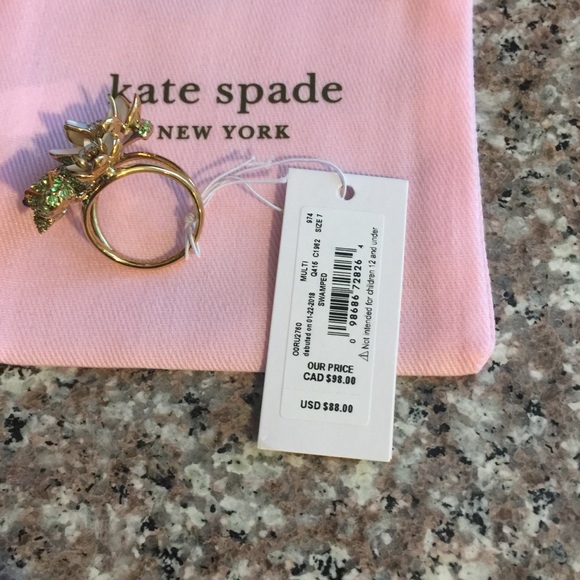 kate spade
NEW YORK
974
MULTI
Q416 C1962 SIZE 7
SWAMPED
O0RU2760
debuted on 01-22-2018
0 98686 72826 4
Not intended for children 12 and under
OUR PRICE
CAD $98.00
USD $88.00